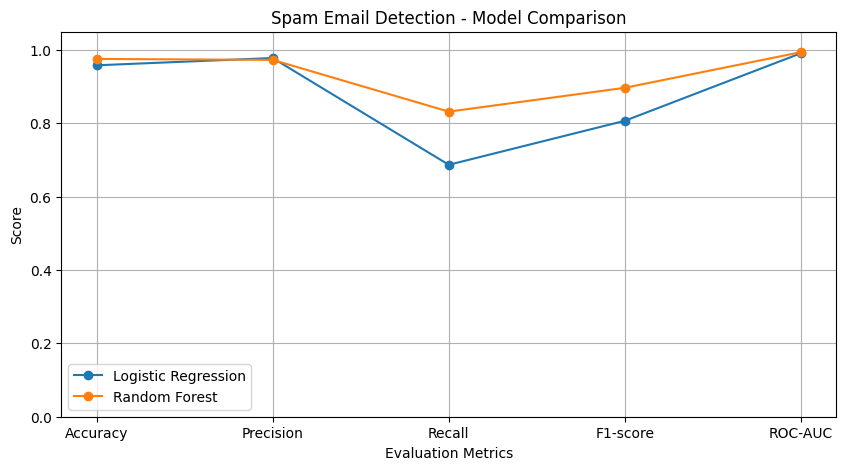 Spam Email Detection - Model Comparison
Score
1.0
0.8
0.6
0.4
0.2
0.0
Logistic Regression
Random Forest
Accuracy Precision Recall F1-score ROC-AUC
Evaluation Metrics